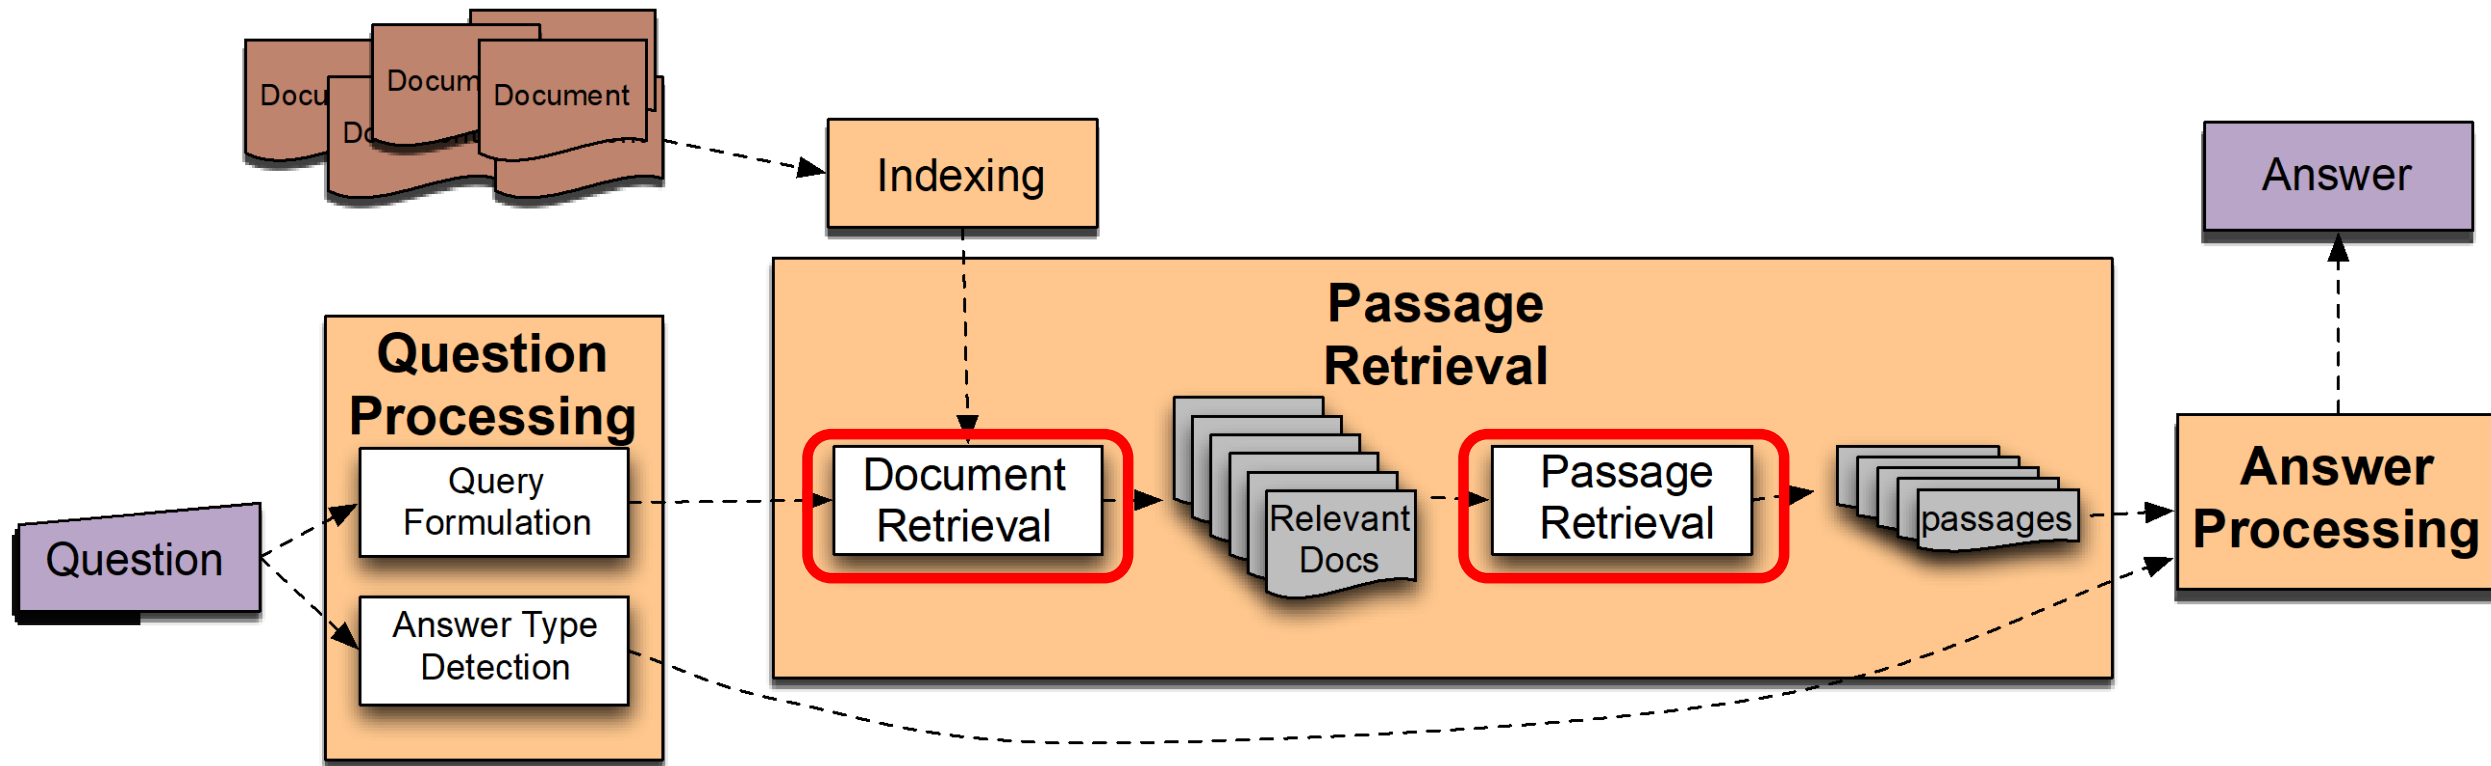 Docu
Docum
Document
Do
Indexing
Answer
Passage
Retrieval
Question
Processing
Query
Formulation
Answer Type
Detection
Question
Document
Retrieval
Relevant
Docs
Passage
Retrieval
passages
Answer
Processing